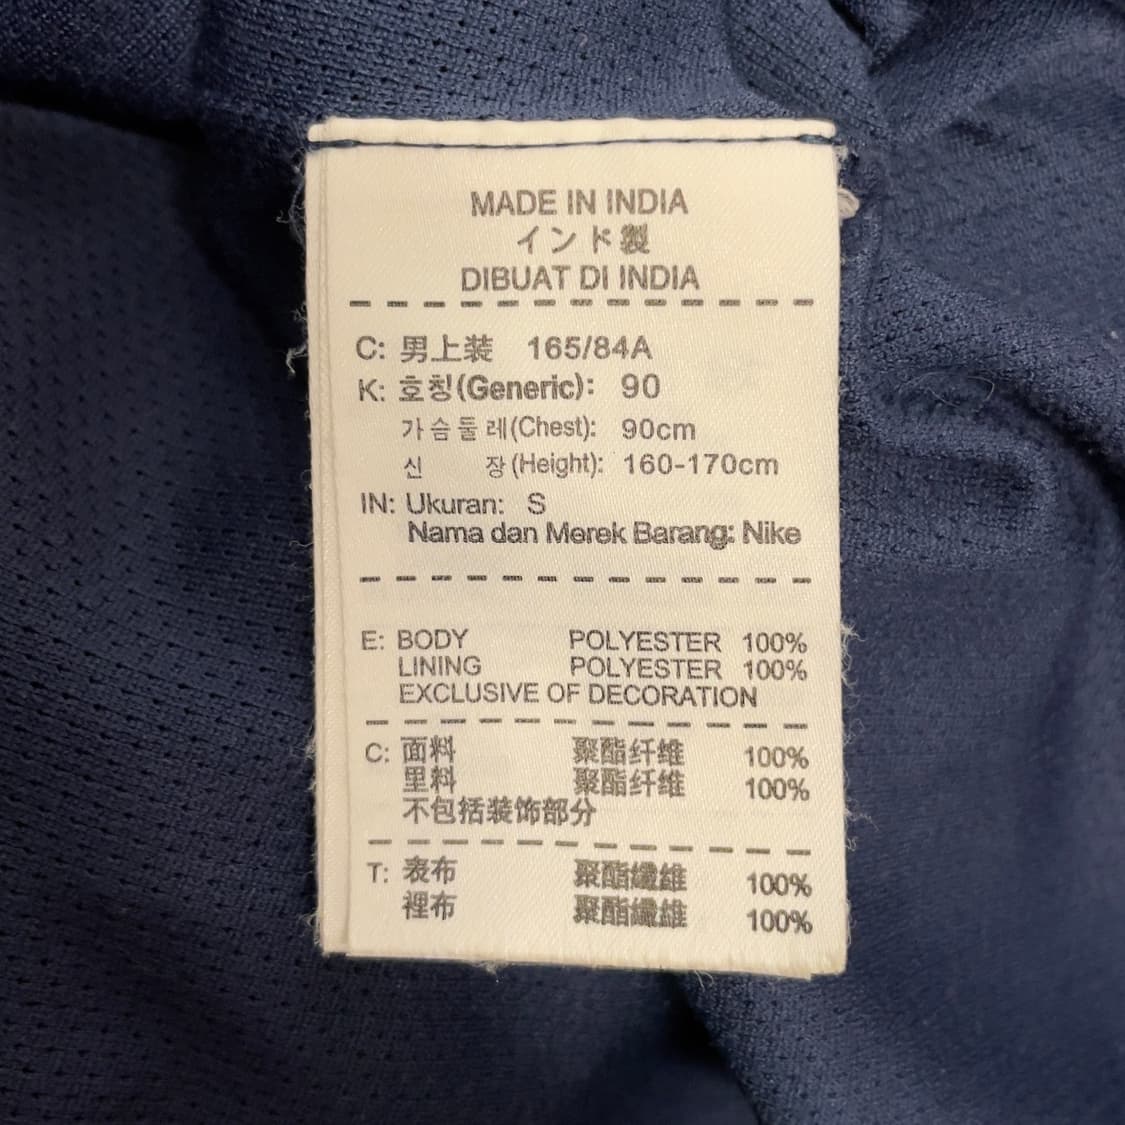 MADE IN INDIA
インド製
DIBUAT DI INDIA
C: 男上装 165/84A
K: 호칭(Generic): 90
가슴둘레(Chest): 90cm
신 장(Height): 160-170cm
IN: Ukuran: S
Nama dan Merek Barang: Nike
E: BODY POLYESTER 100%
LINING POLYESTER 100%
EXCLUSIVE OF DECORATION
C: 面料 聚酯纤维 100%
里料 聚酯纤维 100%
不包括装饰部分
T: 表布 聚酯纖維 100%
裡布 聚酯纖維 100%